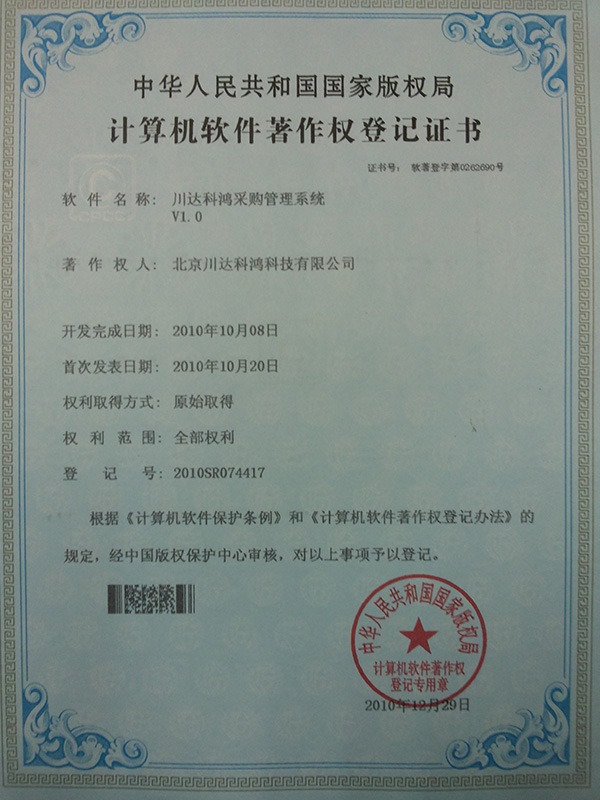 中华人民共和国国家版权局
计算机软件著作权登记证书
证书号： 软著登字第0262690号
软件名称： 川达科鸿采购管理系统
V1.0
著作权人： 北京川达科鸿科技有限公司
开发完成日期： 2010年10月08日
首次发表日期： 2010年10月20日
权利取得方式： 原始取得
权利范围： 全部权利
登记号： 2010SR074417
根据《计算机软件保护条例》和《计算机软件著作权登记办法》的
规定，经中国版权保护中心审核，对以上事项予以登记。
中华人民共和国国家版权局
计算机软件著作权
登记专用章
2010年12月29日